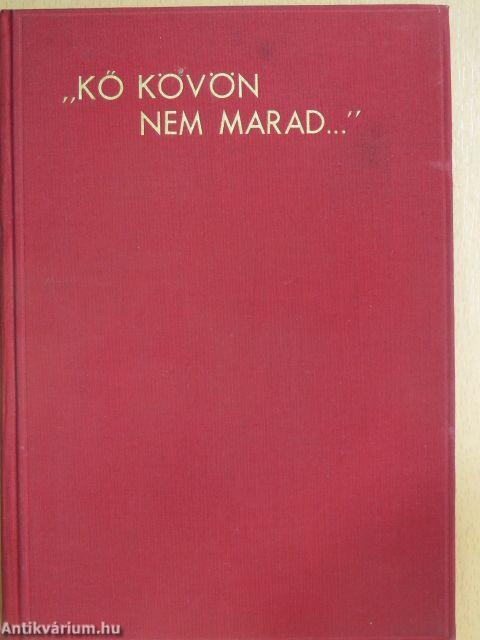 „KŐ KÖVÖN
NEM MARAD..."
Antikvárium.hu